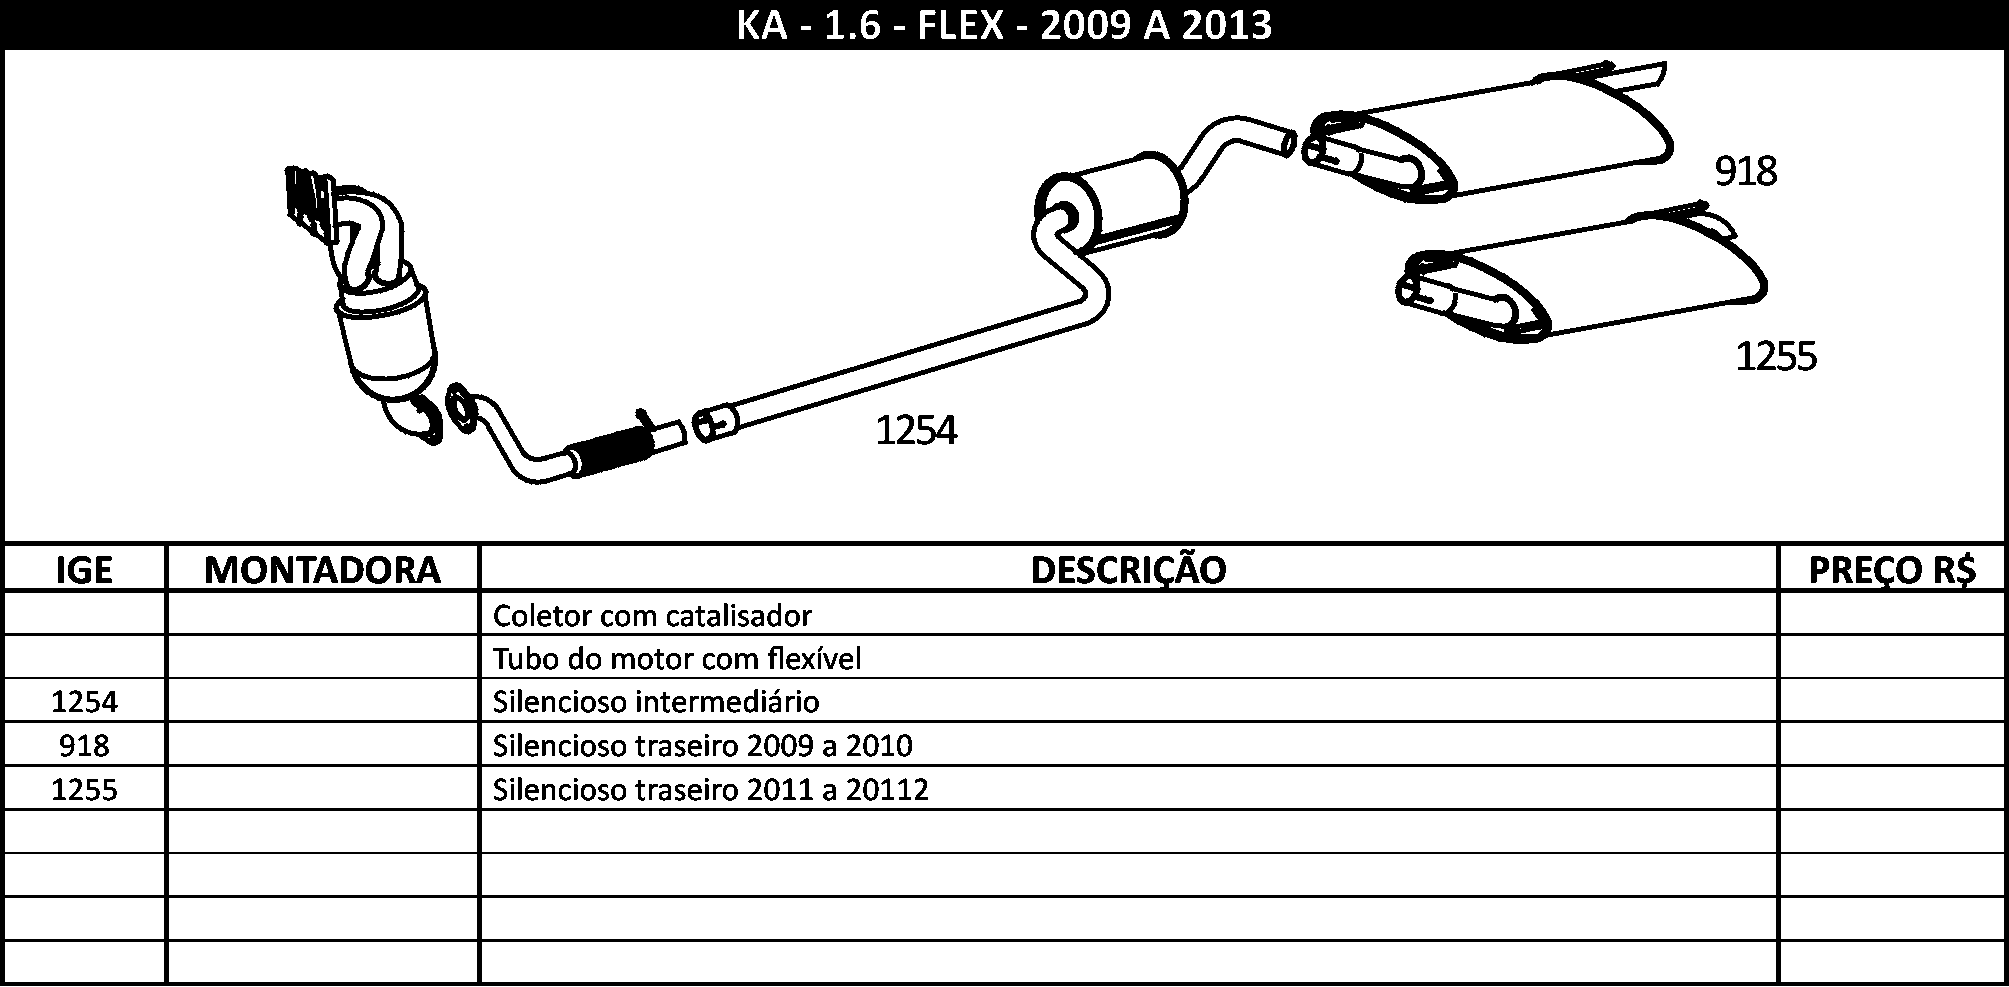 KA - 1.6 - FLEX - 2009 A 2013
918
1255
1254
IGE MONTADORA DESCRIÇÃO PREÇO R$
Coletor com catalisador
Tubo do motor com flexível
1254 Silencioso intermediário
918 Silencioso traseiro 2009 a 2010
1255 Silencioso traseiro 2011 a 20112